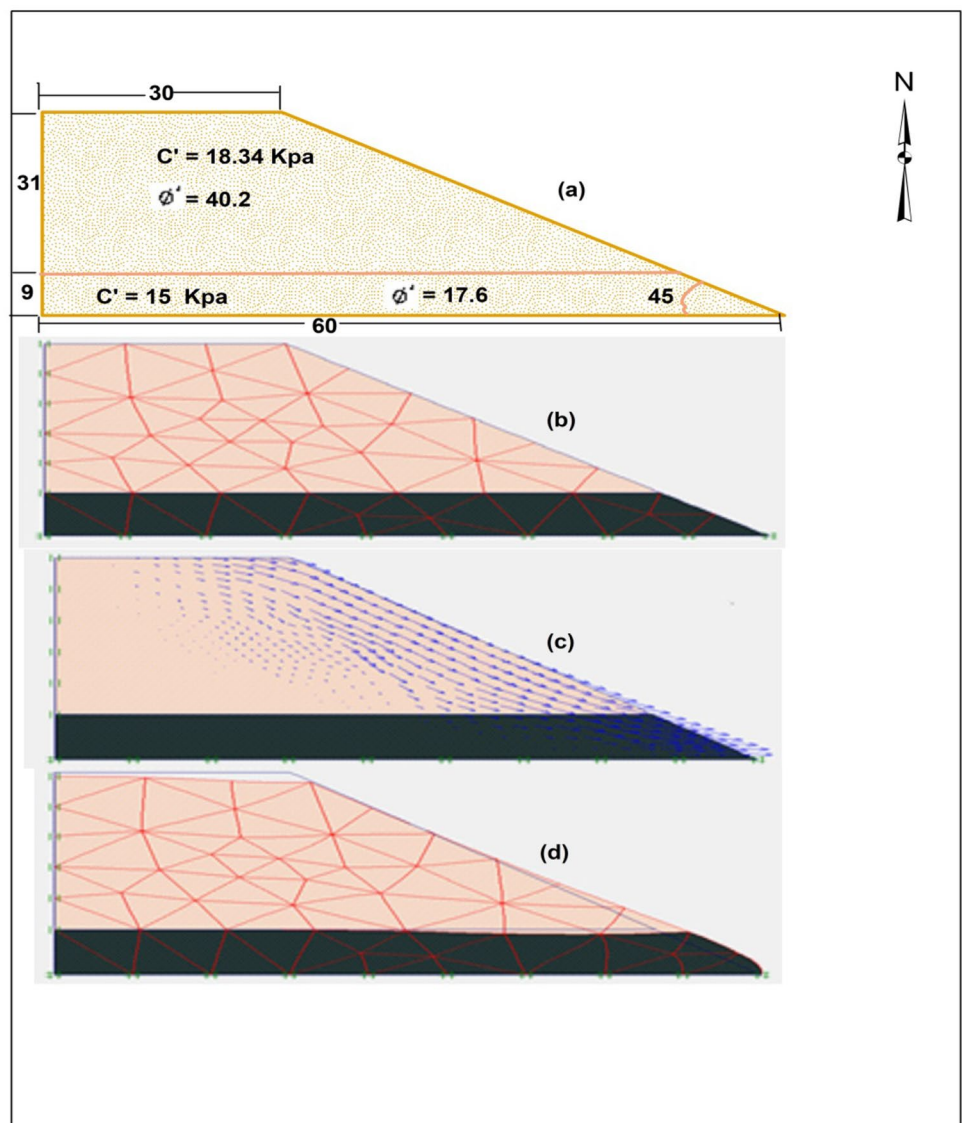 N
30
C' = 18.34 Kpa
31
(a)
Ø' = 40.2
9
C' = 15 Kpa
Ø' = 17.6
45
60
(b)
(c)
(d)